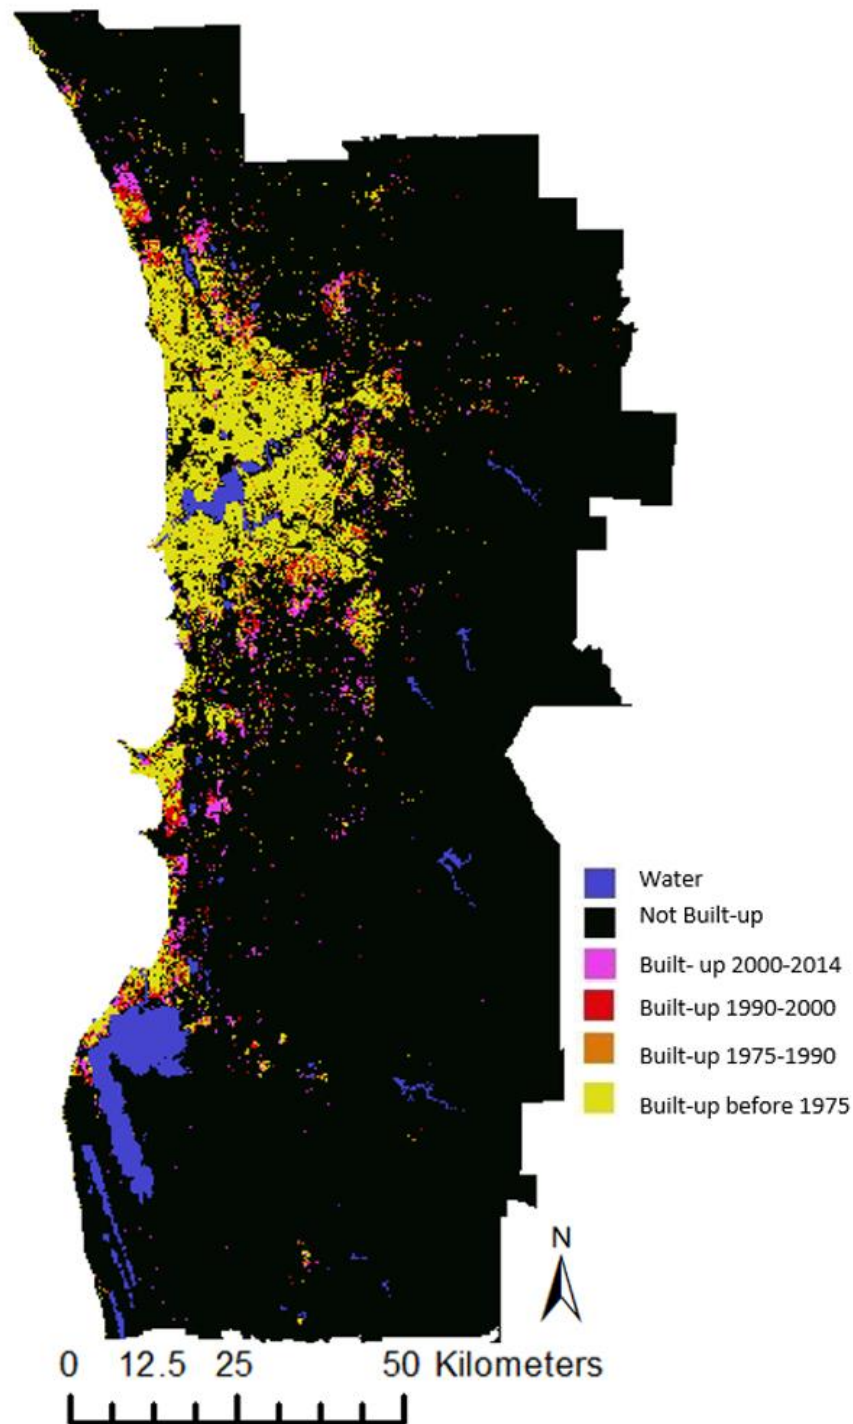 Water
Not Built-up
Built- up 2000-2014
Built-up 1990-2000
Built-up 1975-1990
Built-up before 1975
N
0 12.5 25 50 Kilometers